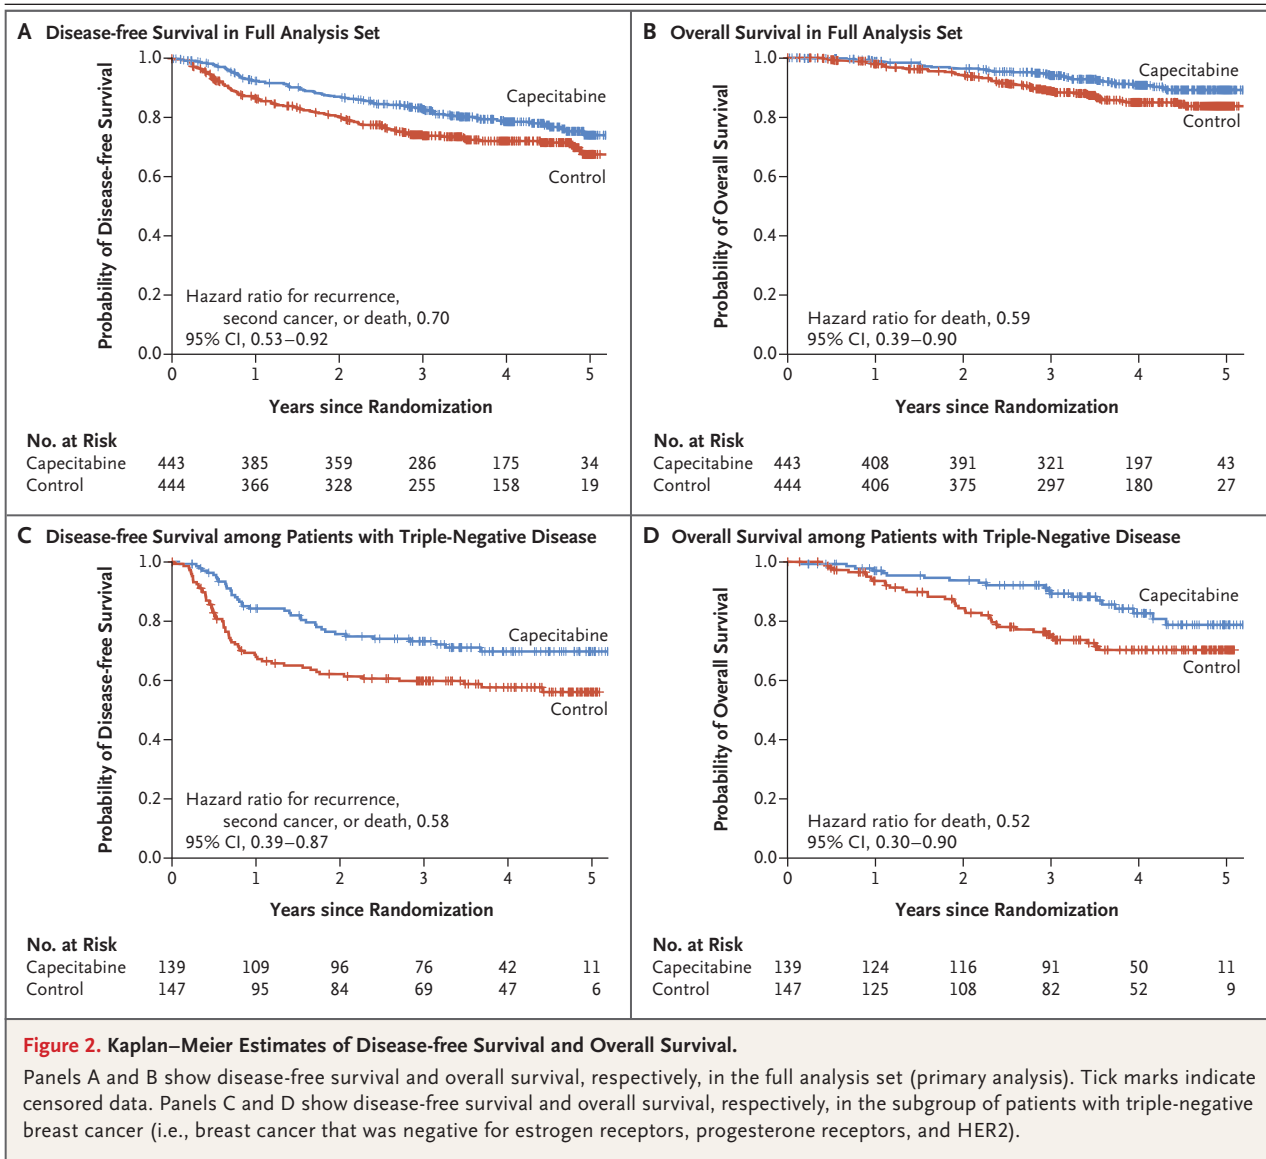 A Disease-free Survival in Full Analysis Set
Probability of Disease-free Survival
1.0
0.8
0.6
0.4
0.2
0.0
Capecitabine
Control
Hazard ratio for recurrence,
second cancer, or death, 0.70
95% CI, 0.53–0.92
0 1 2 3 4 5
Years since Randomization
No. at Risk
Capecitabine 443 385 359 286 175 34
Control 444 366 328 255 158 19
B Overall Survival in Full Analysis Set
Probability of Overall Survival
1.0
0.8
0.6
0.4
0.2
0.0
Capecitabine
Control
Hazard ratio for death, 0.59
95% CI, 0.39–0.90
0 1 2 3 4 5
Years since Randomization
No. at Risk
Capecitabine 443 408 391 321 197 43
Control 444 406 375 297 180 27
C Disease-free Survival among Patients with Triple-Negative Disease
Probability of Disease-free Survival
1.0
0.8
0.6
0.4
0.2
0.0
Capecitabine
Control
Hazard ratio for recurrence,
second cancer, or death, 0.58
95% CI, 0.39–0.87
0 1 2 3 4 5
Years since Randomization
No. at Risk
Capecitabine 139 109 96 76 42 11
Control 147 95 84 69 47 6
D Overall Survival among Patients with Triple-Negative Disease
Probability of Overall Survival
1.0
0.8
0.6
0.4
0.2
0.0
Capecitabine
Control
Hazard ratio for death, 0.52
95% CI, 0.30–0.90
0 1 2 3 4 5
Years since Randomization
No. at Risk
Capecitabine 139 124 116 91 50 11
Control 147 125 108 82 52 9
Figure 2. Kaplan–Meier Estimates of Disease-free Survival and Overall Survival.
Panels A and B show disease-free survival and overall survival, respectively, in the full analysis set (primary analysis). Tick marks indicate
censored data. Panels C and D show disease-free survival and overall survival, respectively, in the subgroup of patients with triple-negative
breast cancer (i.e., breast cancer that was negative for estrogen receptors, progesterone receptors, and HER2).